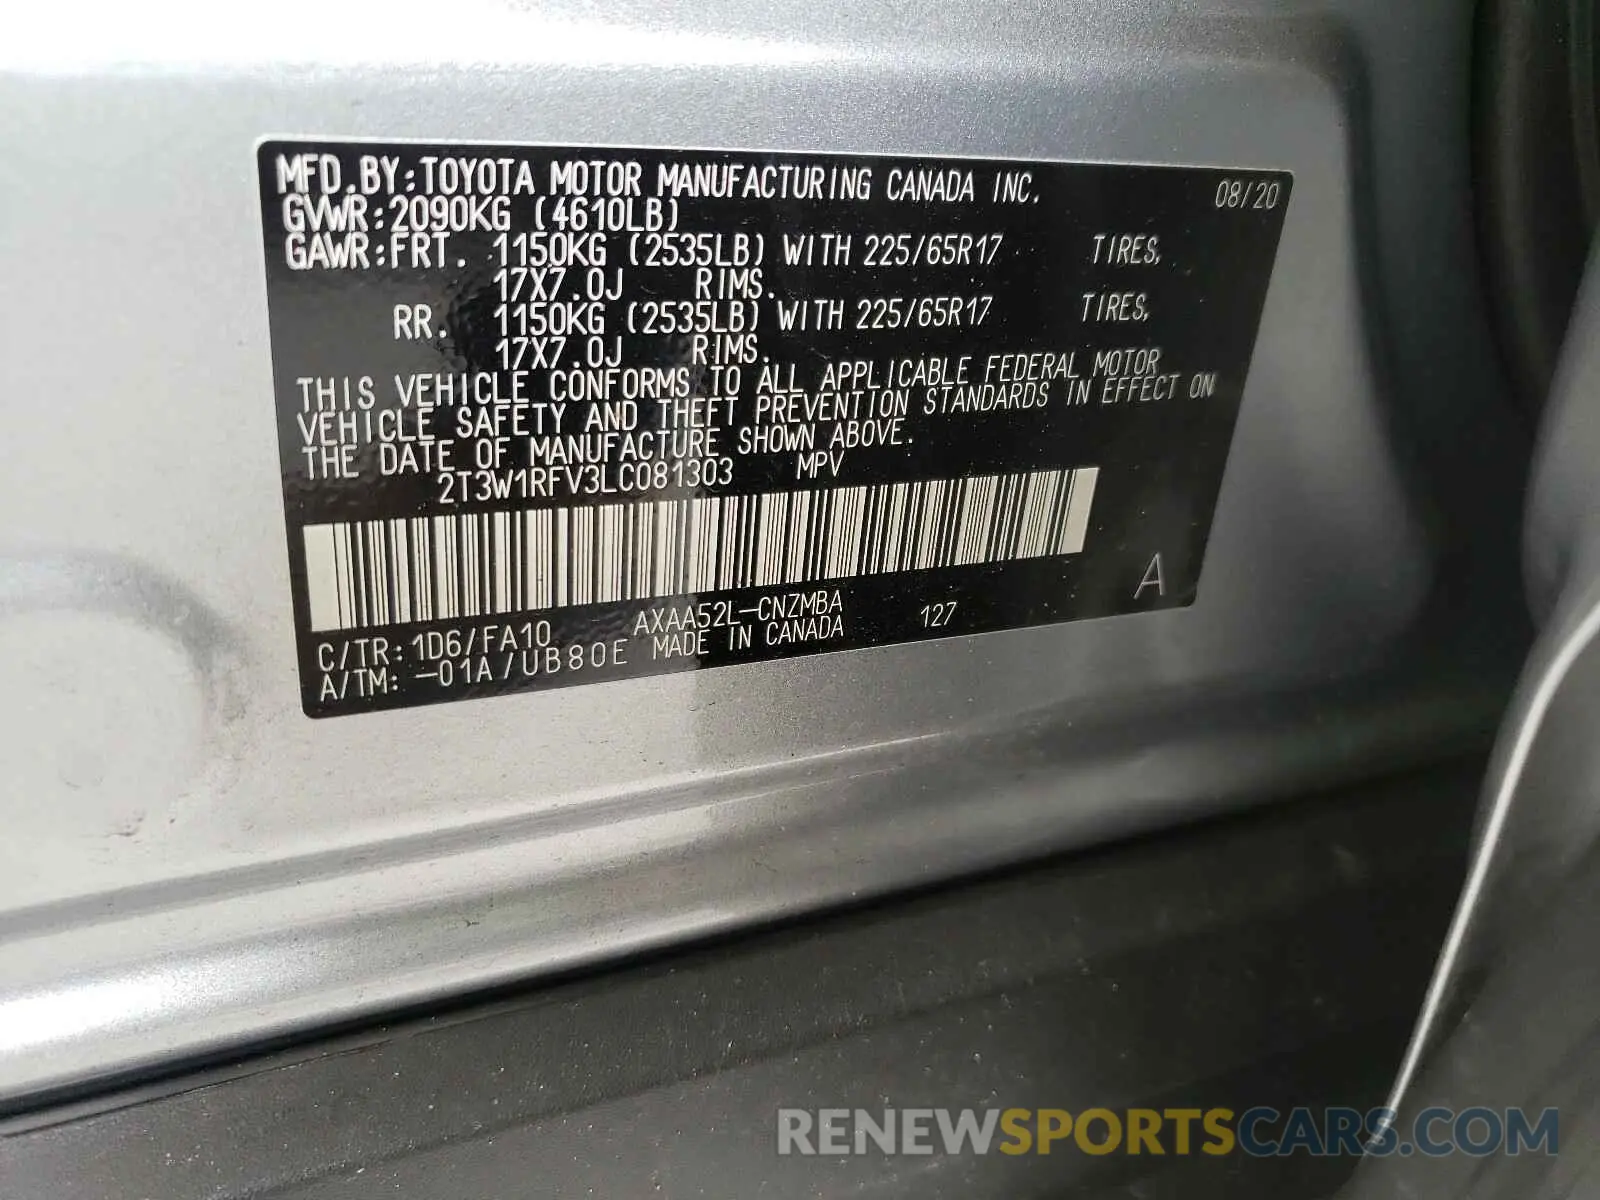 MFD.BY:TOYOTA MOTOR MANUFACTURING CANADA INC. 08/20
GVWR:2090KG (4610LB)
GAWR:FRT. 1150KG (2535LB) WITH 225/65R17 TIRES,
17X7.0J RIMS.
RR. 1150KG (2535LB) WITH 225/65R17 TIRES,
17X7.0J RIMS.
THIS VEHICLE CONFORMS TO ALL APPLICABLE FEDERAL MOTOR
VEHICLE SAFETY AND THEFT PREVENTION STANDARDS IN EFFECT ON
THE DATE OF MANUFACTURE SHOWN ABOVE.
2T3W1RFV3LC081303 MPV
A
C/TR:1D6/FA10 AXAA52L-CNZMBA 127
A/TM:-01A/UB80E MADE IN CANADA
RENEWSPORTSCARS.COM